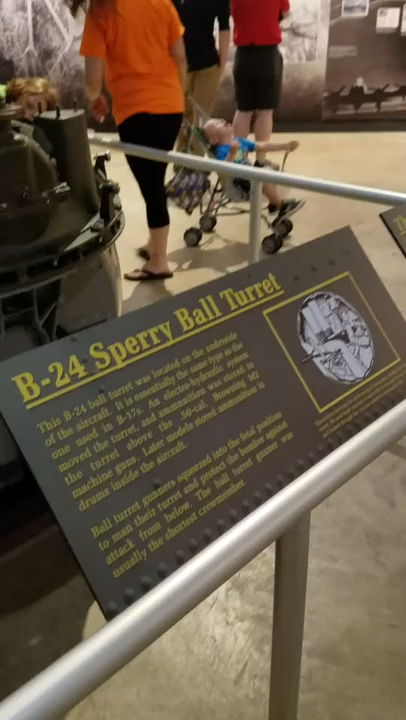 B-24 Sperry Ball Turret
This B-24 ball turret was located on the underside
of the aircraft. It is essentially the same type as the
one used in B-17s. An electro-hydraulic system
moved the turret, and ammunition was stored in
the turret above the .50-cal. Browning M2
machine guns. Later models stored ammunition in
drums inside the aircraft.
Ball turret gunners squeezed into the fetal position
to man their turret and protect the bomber against
attack from below. The ball turret gunner was
usually the shortest crewmember.